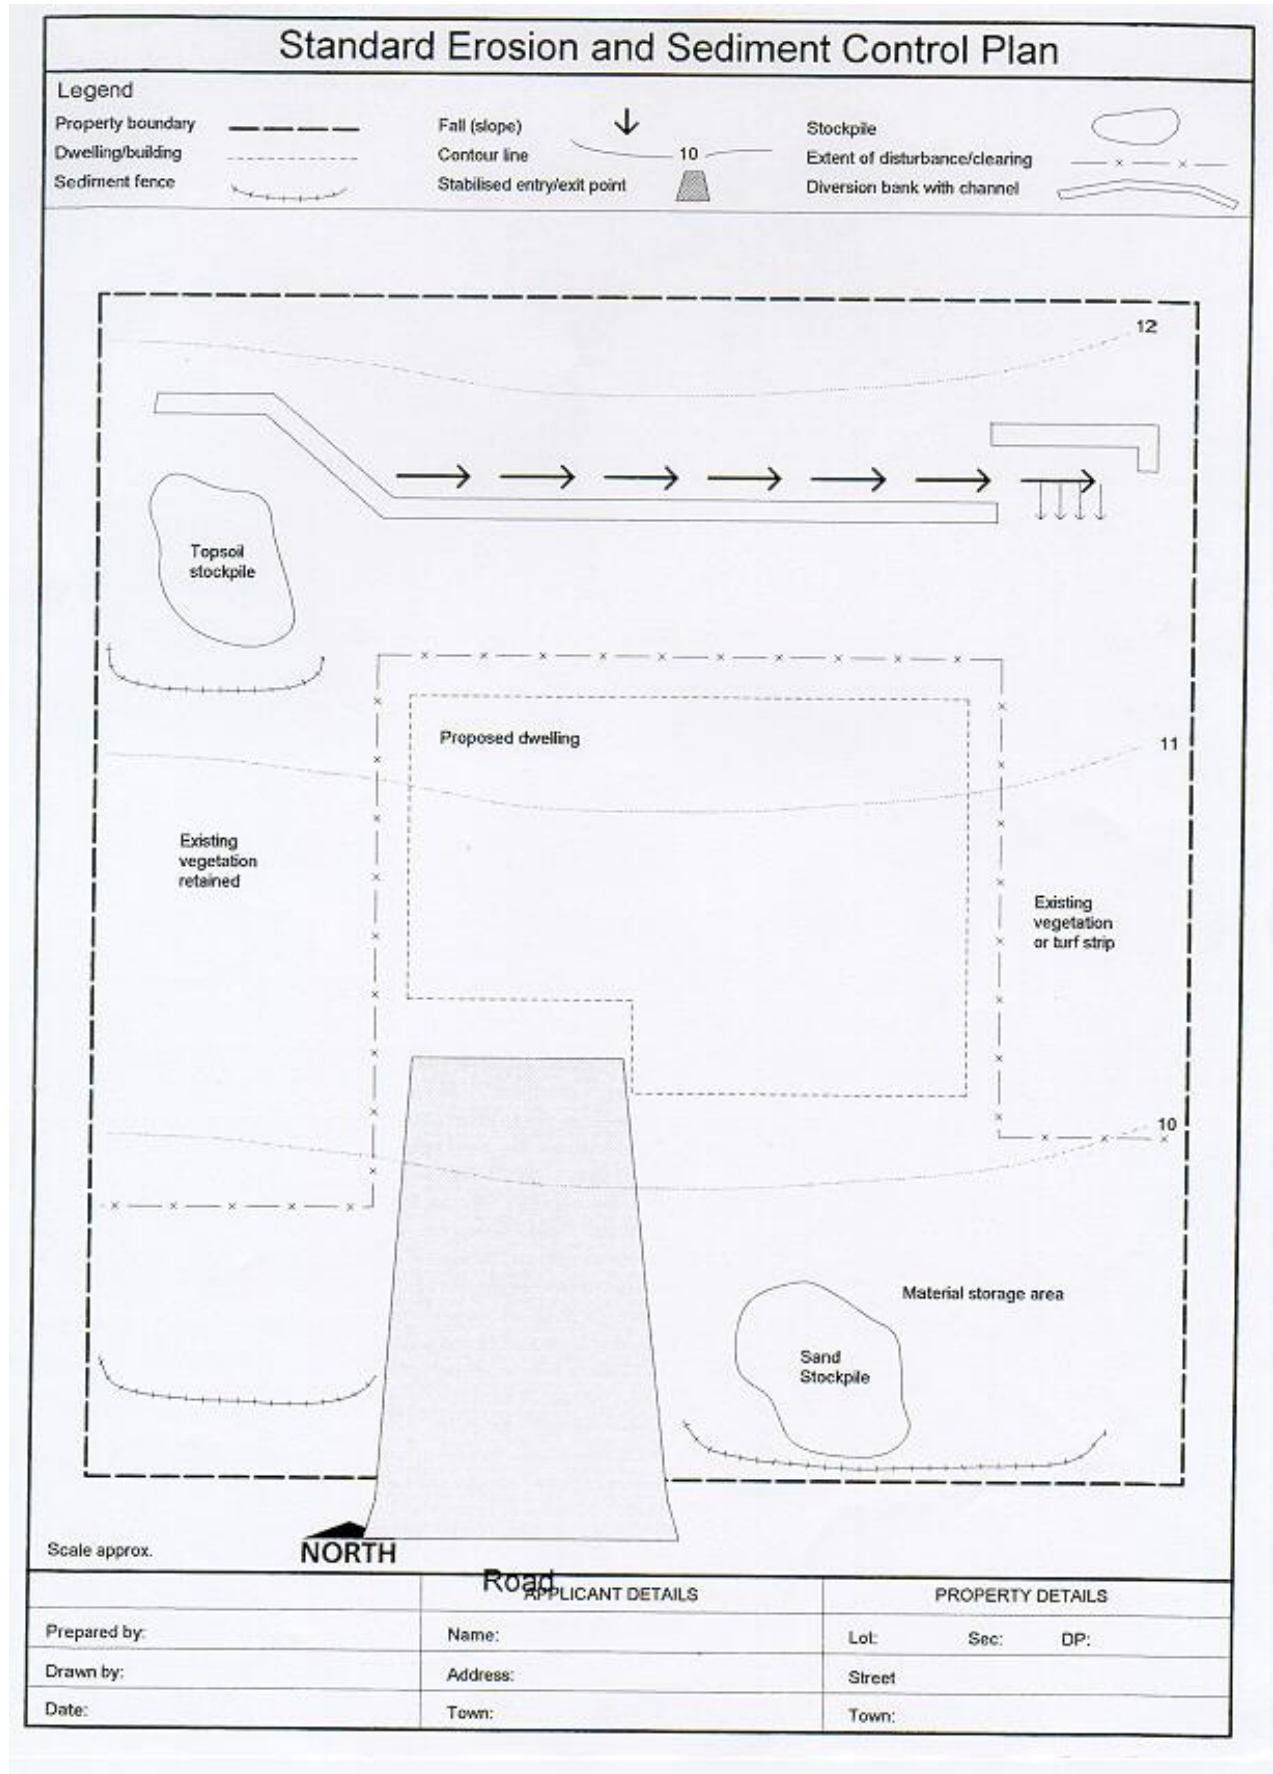 Standard Erosion and Sediment Control Plan
Legend
Property boundary
Dwelling/building
Sediment fence
Fall (slope)
Contour line
10
Stabilised entry/exit point
Stockpile
Extent of disturbance/clearing
Diversion bank with channel
12
Topsoil
stockpile
Proposed dwelling
11
Existing
vegetation
retained
Existing
vegetation
or turf strip
10
Material storage area
Sand
Stockpile
Scale approx.
NORTH
Road
APPLICANT DETAILS
PROPERTY DETAILS
Prepared by:
Name:
Lot: Sec: DP:
Drawn by:
Address:
Street
Date:
Town:
Town: